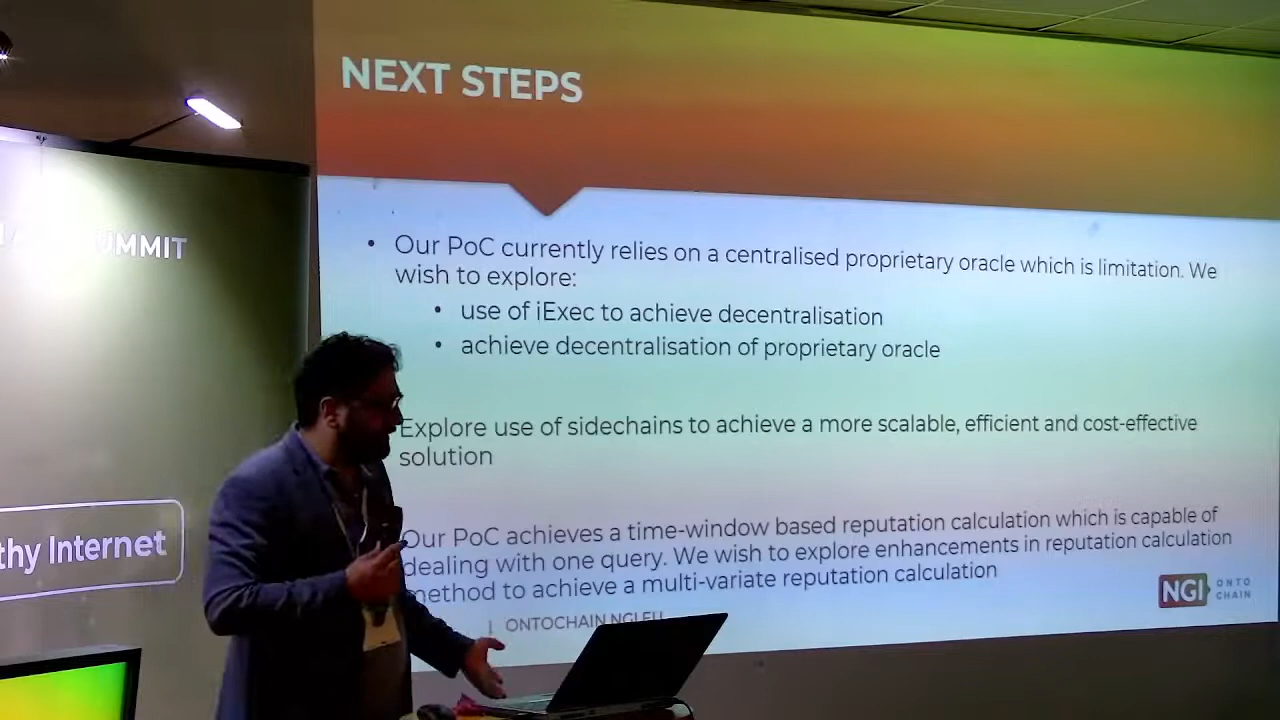 NEXT STEPS
UMMIT
• Our PoC currently relies on a centralised proprietary oracle which is limitation. We
wish to explore:
• use of iExec to achieve decentralisation
• achieve decentralisation of proprietary oracle
Explore use of sidechains to achieve a more scalable, efficient and cost-effective
solution
Our PoC achieves a time-window based reputation calculation which is capable of
dealing with one query. We wish to explore enhancements in reputation calculation
method to achieve a multi-variate reputation calculation
thy Internet
NGI ONTO
CHAIN
| ONTOCHAIN.NGI.EU